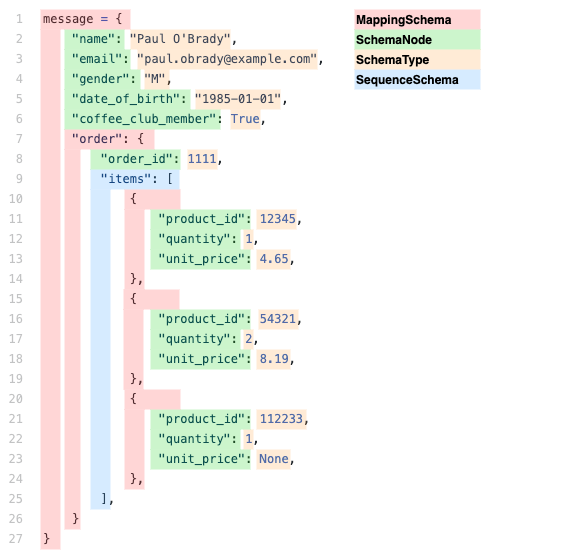 1 message = {
2 "name": "Paul O'Brady",
3 "email": "paul.obrady@example.com",
4 "gender": "M",
5 "date_of_birth": "1985-01-01",
6 "coffee_club_member": True,
7 "order": {
8 "order_id": 1111,
9 "items": [
10 {
11 "product_id": 12345,
12 "quantity": 1,
13 "unit_price": 4.65,
14 },
15 {
16 "product_id": 54321,
17 "quantity": 2,
18 "unit_price": 8.19,
19 },
20 {
21 "product_id": 112233,
22 "quantity": 1,
23 "unit_price": None,
24 },
25 ],
26 }
27 }
MappingSchema
SchemaNode
SchemaType
SequenceSchema